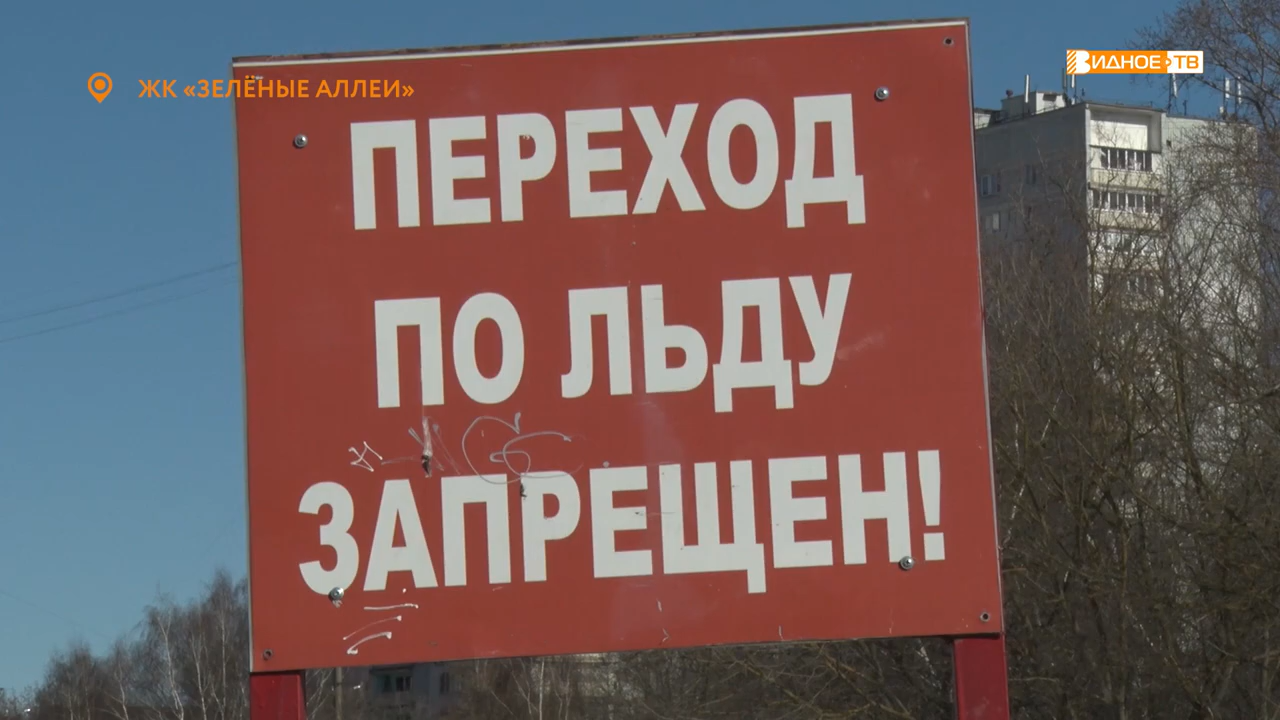 ВИДНОЕ ТВ
ЖК «ЗЕЛЁНЫЕ АЛЛЕИ»
ПЕРЕХОД
ПО ЛЬДУ
ЗАПРЕЩЕН!